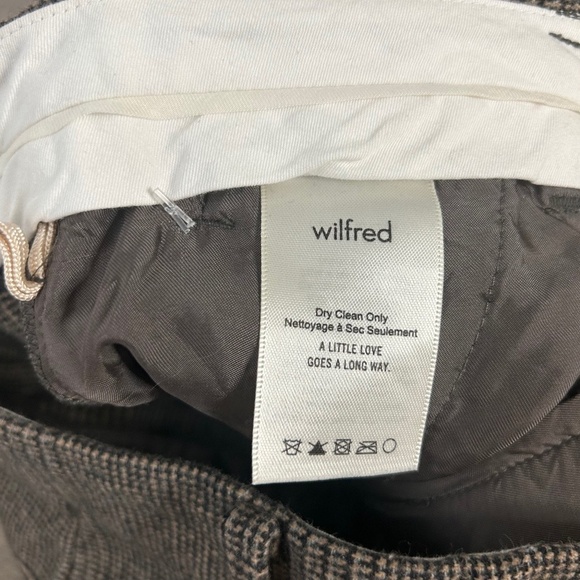 wilfred
Dry Clean Only
Nettoyage à Sec Seulement
A LITTLE LOVE
GOES A LONG WAY.